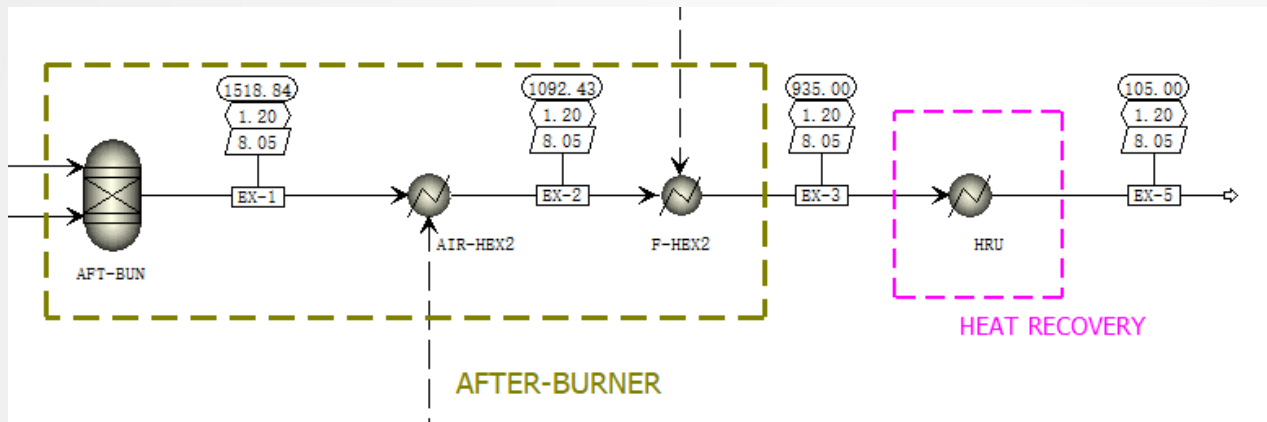 1518.84
1.20
8.05
1092.43
1.20
8.05
935.00
1.20
8.05
105.00
1.20
8.05
EX-1
EX-2
EX-3
EX-5
AIR-HEX2
F-HEX2
HRU
AFT-BUN
HEAT RECOVERY
AFTER-BURNER